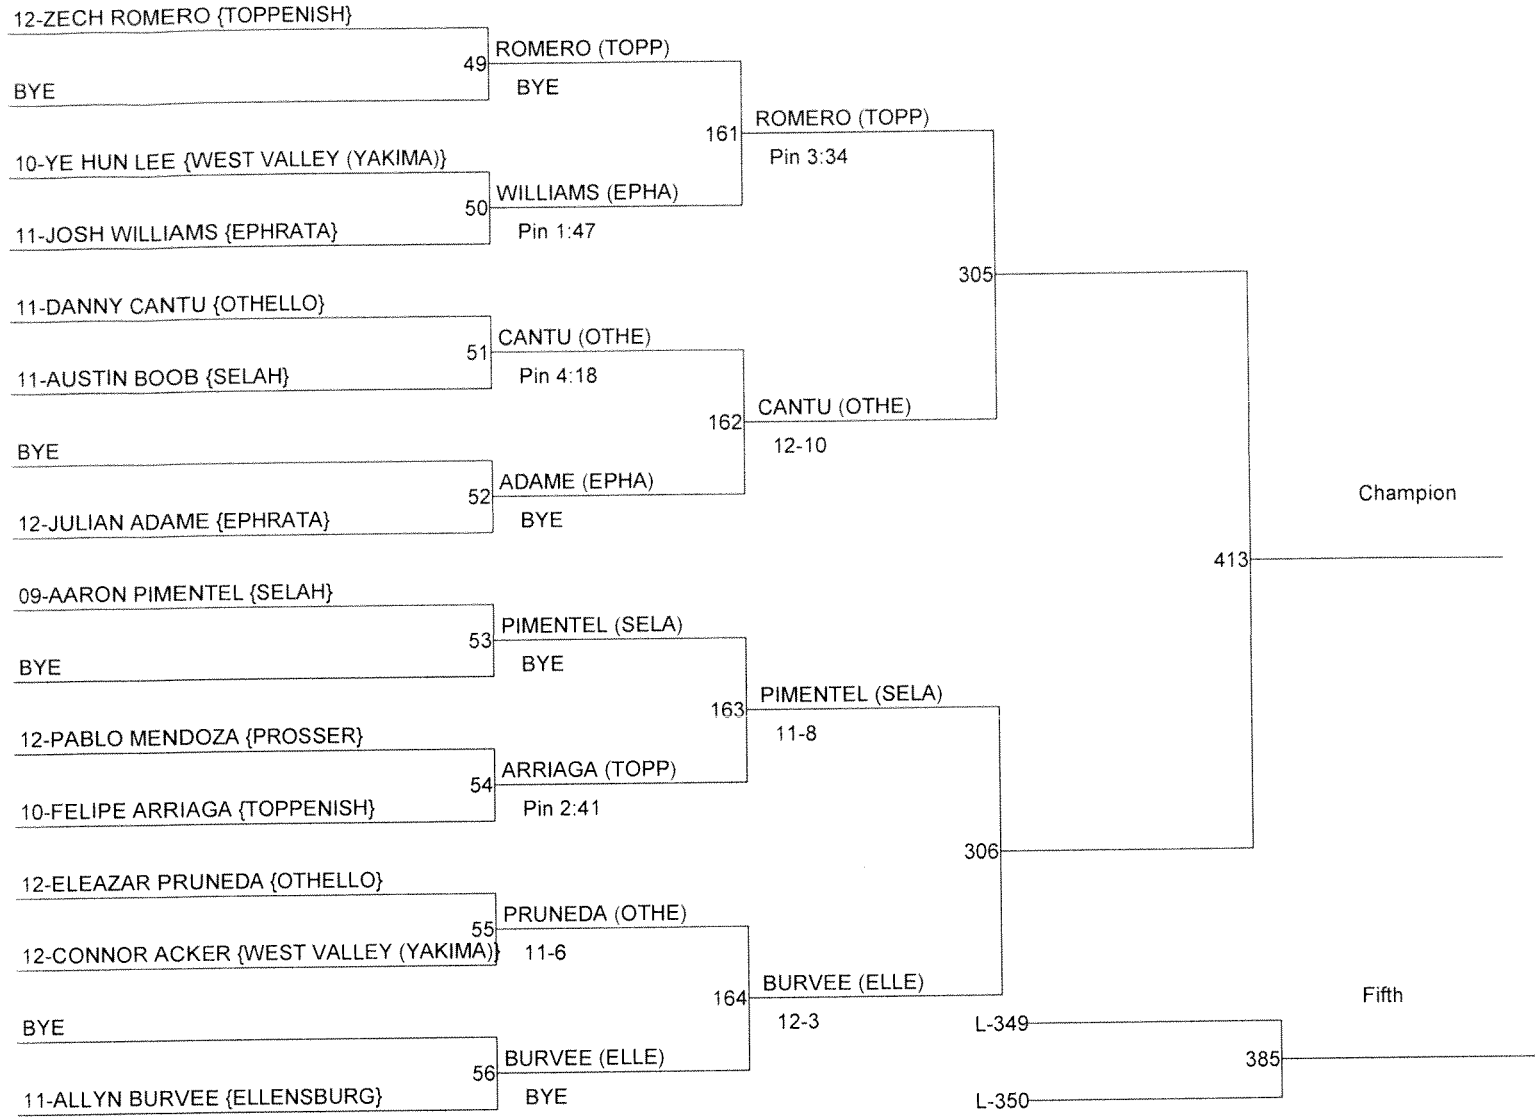 12-ZECH ROMERO {TOPPENISH}
49
ROMERO (TOPP)
BYE
BYE
161
ROMERO (TOPP)
Pin 3:34
10-YE HUN LEE {WEST VALLEY (YAKIMA)}
50
WILLIAMS (EPHA)
Pin 1:47
11-JOSH WILLIAMS {EPHRATA}
305
11-DANNY CANTU {OTHELLO}
51
CANTU (OTHE)
Pin 4:18
11-AUSTIN BOOB {SELAH}
162
CANTU (OTHE)
12-10
BYE
52
ADAME (EPHA)
BYE
12-JULIAN ADAME {EPHRATA}
Champion
413
09-AARON PIMENTEL {SELAH}
53
PIMENTEL (SELA)
BYE
BYE
163
PIMENTEL (SELA)
11-8
12-PABLO MENDOZA {PROSSER}
54
ARRIAGA (TOPP)
Pin 2:41
10-FELIPE ARRIAGA {TOPPENISH}
306
12-ELEAZAR PRUNEDA {OTHELLO}
55
PRUNEDA (OTHE)
11-6
12-CONNOR ACKER {WEST VALLEY (YAKIMA)}
164
BURVEE (ELLE)
12-3
BYE
56
BURVEE (ELLE)
BYE
11-ALLYN BURVEE {ELLENSBURG}
Fifth
L-349
385
L-350